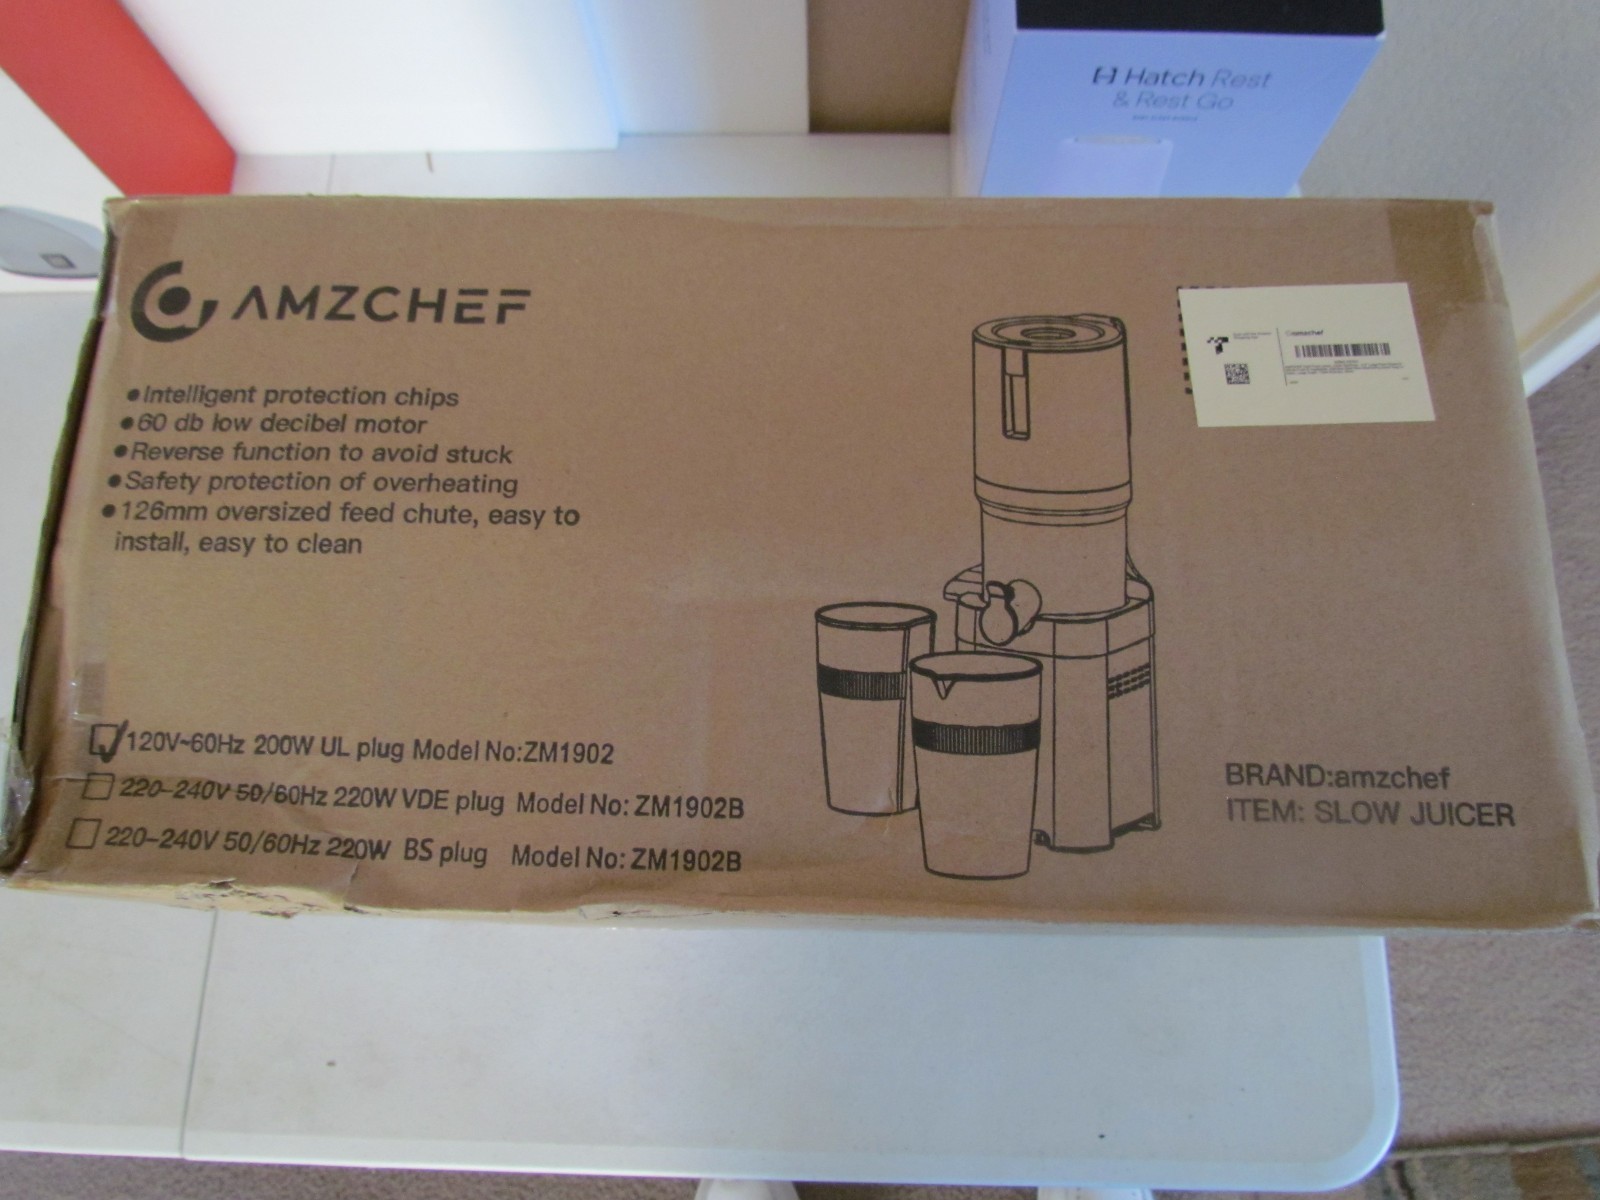 Hatch Rest
& Rest Go
AMZCHEF
amzchef
●Intelligent protection chips
●60 db low decibel motor
●Reverse function to avoid stuck
●Safety protection of overheating
●126mm oversized feed chute, easy to
install, easy to clean
120V~60Hz 200W UL plug Model No:ZM1902
220-240V 50/60Hz 220W VDE plug Model No: ZM1902B
220-240V 50/60Hz 220W BS plug Model No: ZM1902B
BRAND:amzchef
ITEM: SLOW JUICER